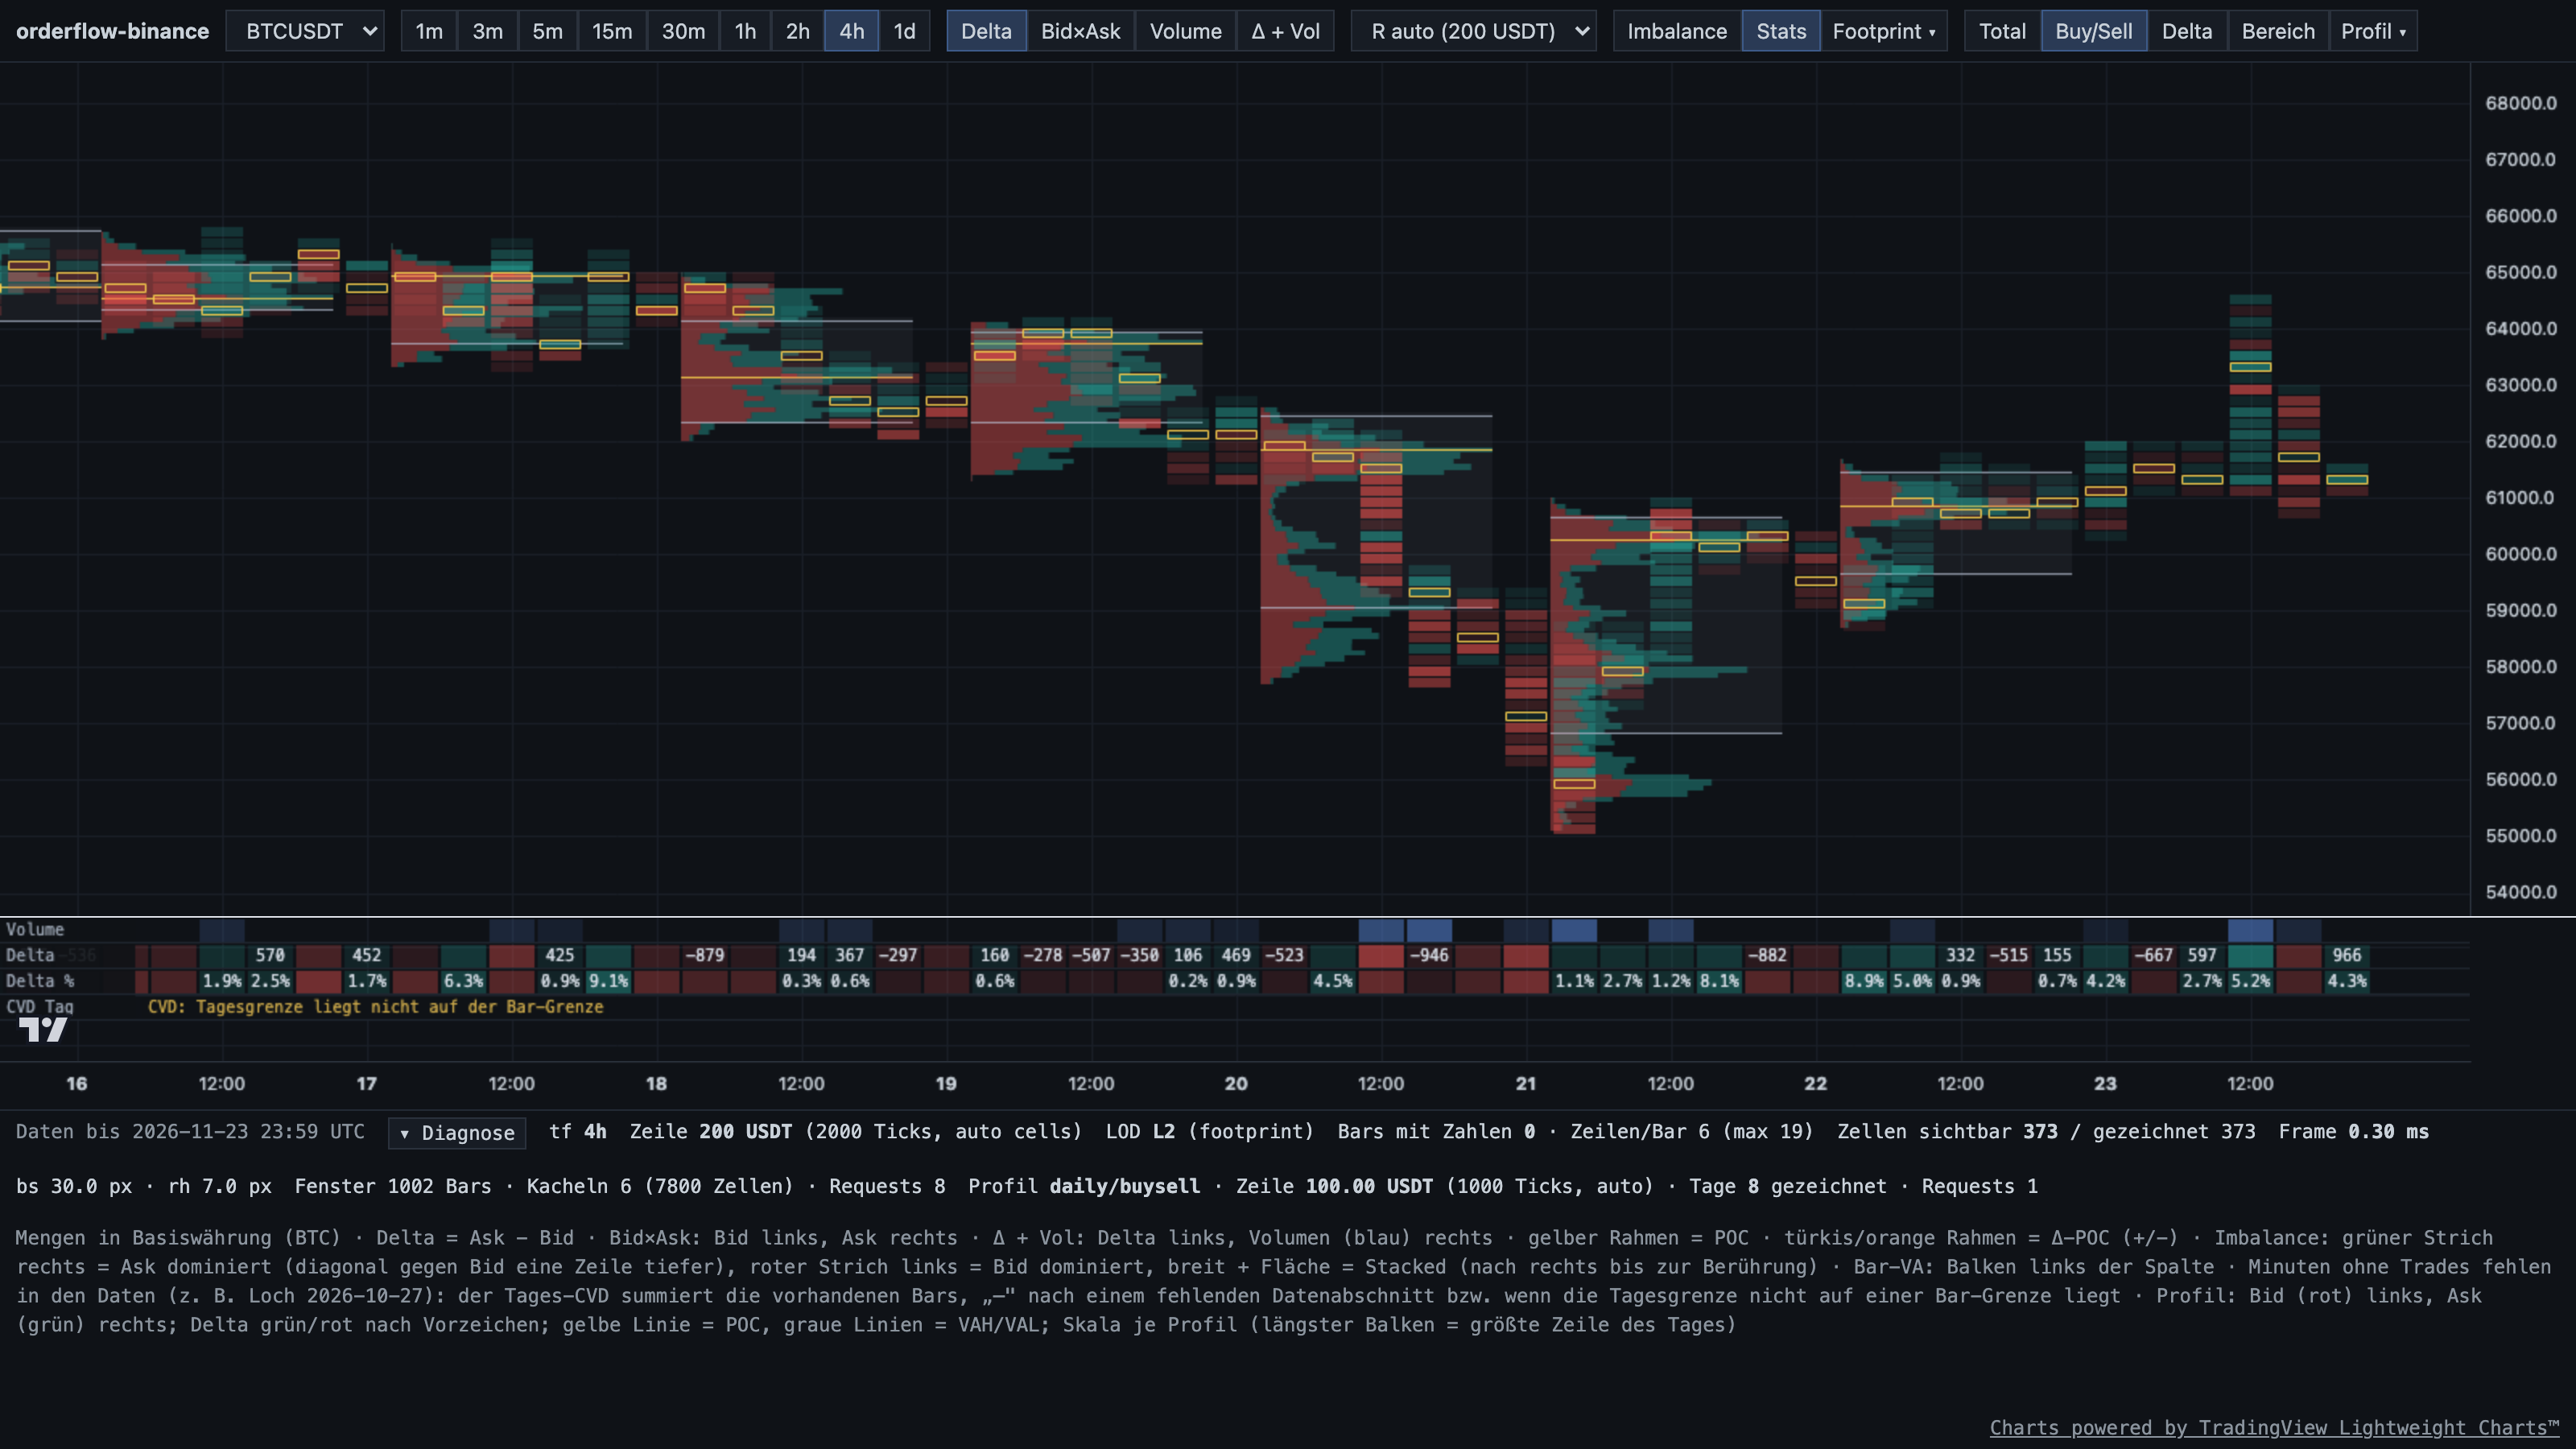 orderflow-binance BTCUSDT 1m 3m 5m 15m 30m 1h 2h 4h 1d Delta Bid×Ask Volume Δ + Vol R auto (200 USDT) Imbalance Stats Footprint ▾ Total Buy/Sell Delta Bereich Profil ▾
68000.0
67000.0
66000.0
65000.0
64000.0
63000.0
62000.0
61000.0
60000.0
59000.0
58000.0
57000.0
56000.0
55000.0
54000.0
Volume
Delta −536 570 452 425 −879 194 367 −297 160 −278 −507 −350 106 469 −523 −946 −882 332 −515 155 −667 597 966
Delta % 1.9% 2.5% 1.7% 6.3% 0.9% 9.1% 0.3% 0.6% 0.6% 0.2% 0.9% 4.5% 1.1% 2.7% 1.2% 8.1% 8.9% 5.0% 0.9% 0.7% 4.2% 2.7% 5.2% 4.3%
CVD Tag CVD: Tagesgrenze liegt nicht auf der Bar-Grenze
16 12:00 17 12:00 18 12:00 19 12:00 20 12:00 21 12:00 22 12:00 23 12:00
Daten bis 2026-11-23 23:59 UTC ▾ Diagnose tf 4h Zeile 200 USDT (2000 Ticks, auto cells) LOD L2 (footprint) Bars mit Zahlen 0 · Zeilen/Bar 6 (max 19) Zellen sichtbar 373 / gezeichnet 373 Frame 0.30 ms
bs 30.0 px · rh 7.0 px Fenster 1002 Bars · Kacheln 6 (7800 Zellen) · Requests 8 Profil daily/buysell · Zeile 100.00 USDT (1000 Ticks, auto) · Tage 8 gezeichnet · Requests 1
Mengen in Basiswährung (BTC) · Delta = Ask − Bid · Bid×Ask: Bid links, Ask rechts · Δ + Vol: Delta links, Volumen (blau) rechts · gelber Rahmen = POC · türkis/orange Rahmen = Δ-POC (+/−) · Imbalance: grüner Strich
rechts = Ask dominiert (diagonal gegen Bid eine Zeile tiefer), roter Strich links = Bid dominiert, breit + Fläche = Stacked (nach rechts bis zur Berührung) · Bar-VA: Balken links der Spalte · Minuten ohne Trades fehlen
in den Daten (z. B. Loch 2026-10-27): der Tages-CVD summiert die vorhandenen Bars, „—" nach einem fehlenden Datenabschnitt bzw. wenn die Tagesgrenze nicht auf einer Bar-Grenze liegt · Profil: Bid (rot) links, Ask
(grün) rechts; Delta grün/rot nach Vorzeichen; gelbe Linie = POC, graue Linien = VAH/VAL; Skala je Profil (längster Balken = größte Zeile des Tages)
Charts powered by TradingView Lightweight Charts™